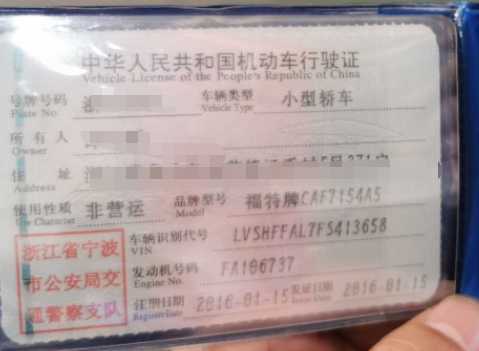 中华人民共和国机动车行驶证
Vehicle License of the People's Republic of China
号牌号码 车辆类型 小型轿车
Plate No. Vehicle Type
所有人
Owner
住址
Address
使用性质 非营运 品牌型号 福特牌CAF7154A5
Use Character Model
浙江省宁波
市公安局交
通警察支队
车辆识别代号 LVSHFFAL7FS413658
VIN
发动机号码 FA106737
Engine No.
注册日期 2016-01-15 发证日期 2016-01-15
Register Date Issue Date